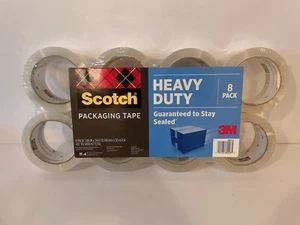 Scotch
PACKAGING TAPE
HEAVY
DUTY
8
PACK
Guaranteed to Stay
Sealed
3M